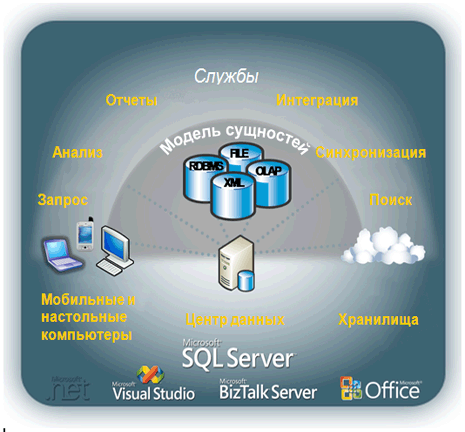 Службы
Отчеты
Интеграция
Модель сущностей
Анализ
Синхронизация
FILE
RDBMS
OLAP
XML
Запрос
Поиск
Мобильные и
настольные
компьютеры
Центр данных
Хранилища
Microsoft
SQL Server
Microsoft
.net
Microsoft
Visual Studio
Microsoft
BizTalk Server
Microsoft
Office